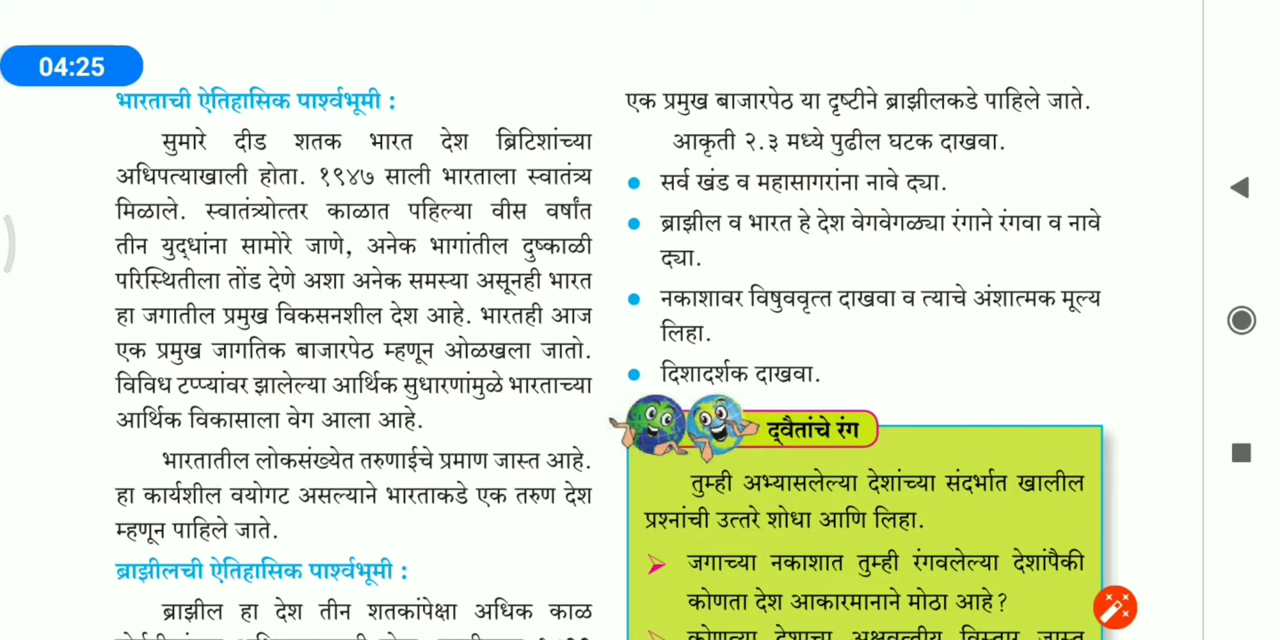 04:25
भारताची ऐतिहासिक पार्श्वभूमी :
सुमारे दीड शतक भारत देश ब्रिटिशांच्या
अधिपत्याखाली होता. १९४७ साली भारताला स्वातंत्र्य
मिळाले. स्वातंत्र्योत्तर काळात पहिल्या वीस वर्षांत
तीन युद्धांना सामोरे जाणे, अनेक भागांतील दुष्काळी
परिस्थितीला तोंड देणे अशा अनेक समस्या असूनही भारत
हा जगातील प्रमुख विकसनशील देश आहे. भारतही आज
एक प्रमुख जागतिक बाजारपेठ म्हणून ओळखला जातो.
विविध टप्प्यांवर झालेल्या आर्थिक सुधारणांमुळे भारताच्या
आर्थिक विकासाला वेग आला आहे.
भारतातील लोकसंख्येत तरुणाईचे प्रमाण जास्त आहे.
हा कार्यशील वयोगट असल्याने भारताकडे एक तरुण देश
म्हणून पाहिले जाते.
ब्राझीलची ऐतिहासिक पार्श्वभूमी :
ब्राझील हा देश तीन शतकांपेक्षा अधिक काळ
एक प्रमुख बाजारपेठ या दृष्टीने ब्राझीलकडे पाहिले जाते.
आकृती २.३ मध्ये पुढील घटक दाखवा.
सर्व खंड व महासागरांना नावे द्या.
ब्राझील व भारत हे देश वेगवेगळ्या रंगाने रंगवा व नावे
द्या.
नकाशावर विषुववृत्त दाखवा व त्याचे अंशात्मक मूल्य
लिहा.
दिशादर्शक दाखवा.
द्वैतांचे रंग
तुम्ही अभ्यासलेल्या देशांच्या संदर्भात खालील
प्रश्नांची उत्तरे शोधा आणि लिहा.
जगाच्या नकाशात तुम्ही रंगवलेल्या देशांपैकी
कोणता देश आकारमानाने मोठा आहे?
कोणत्या देशाचा अक्षवृत्तीय विस्तार जास्त